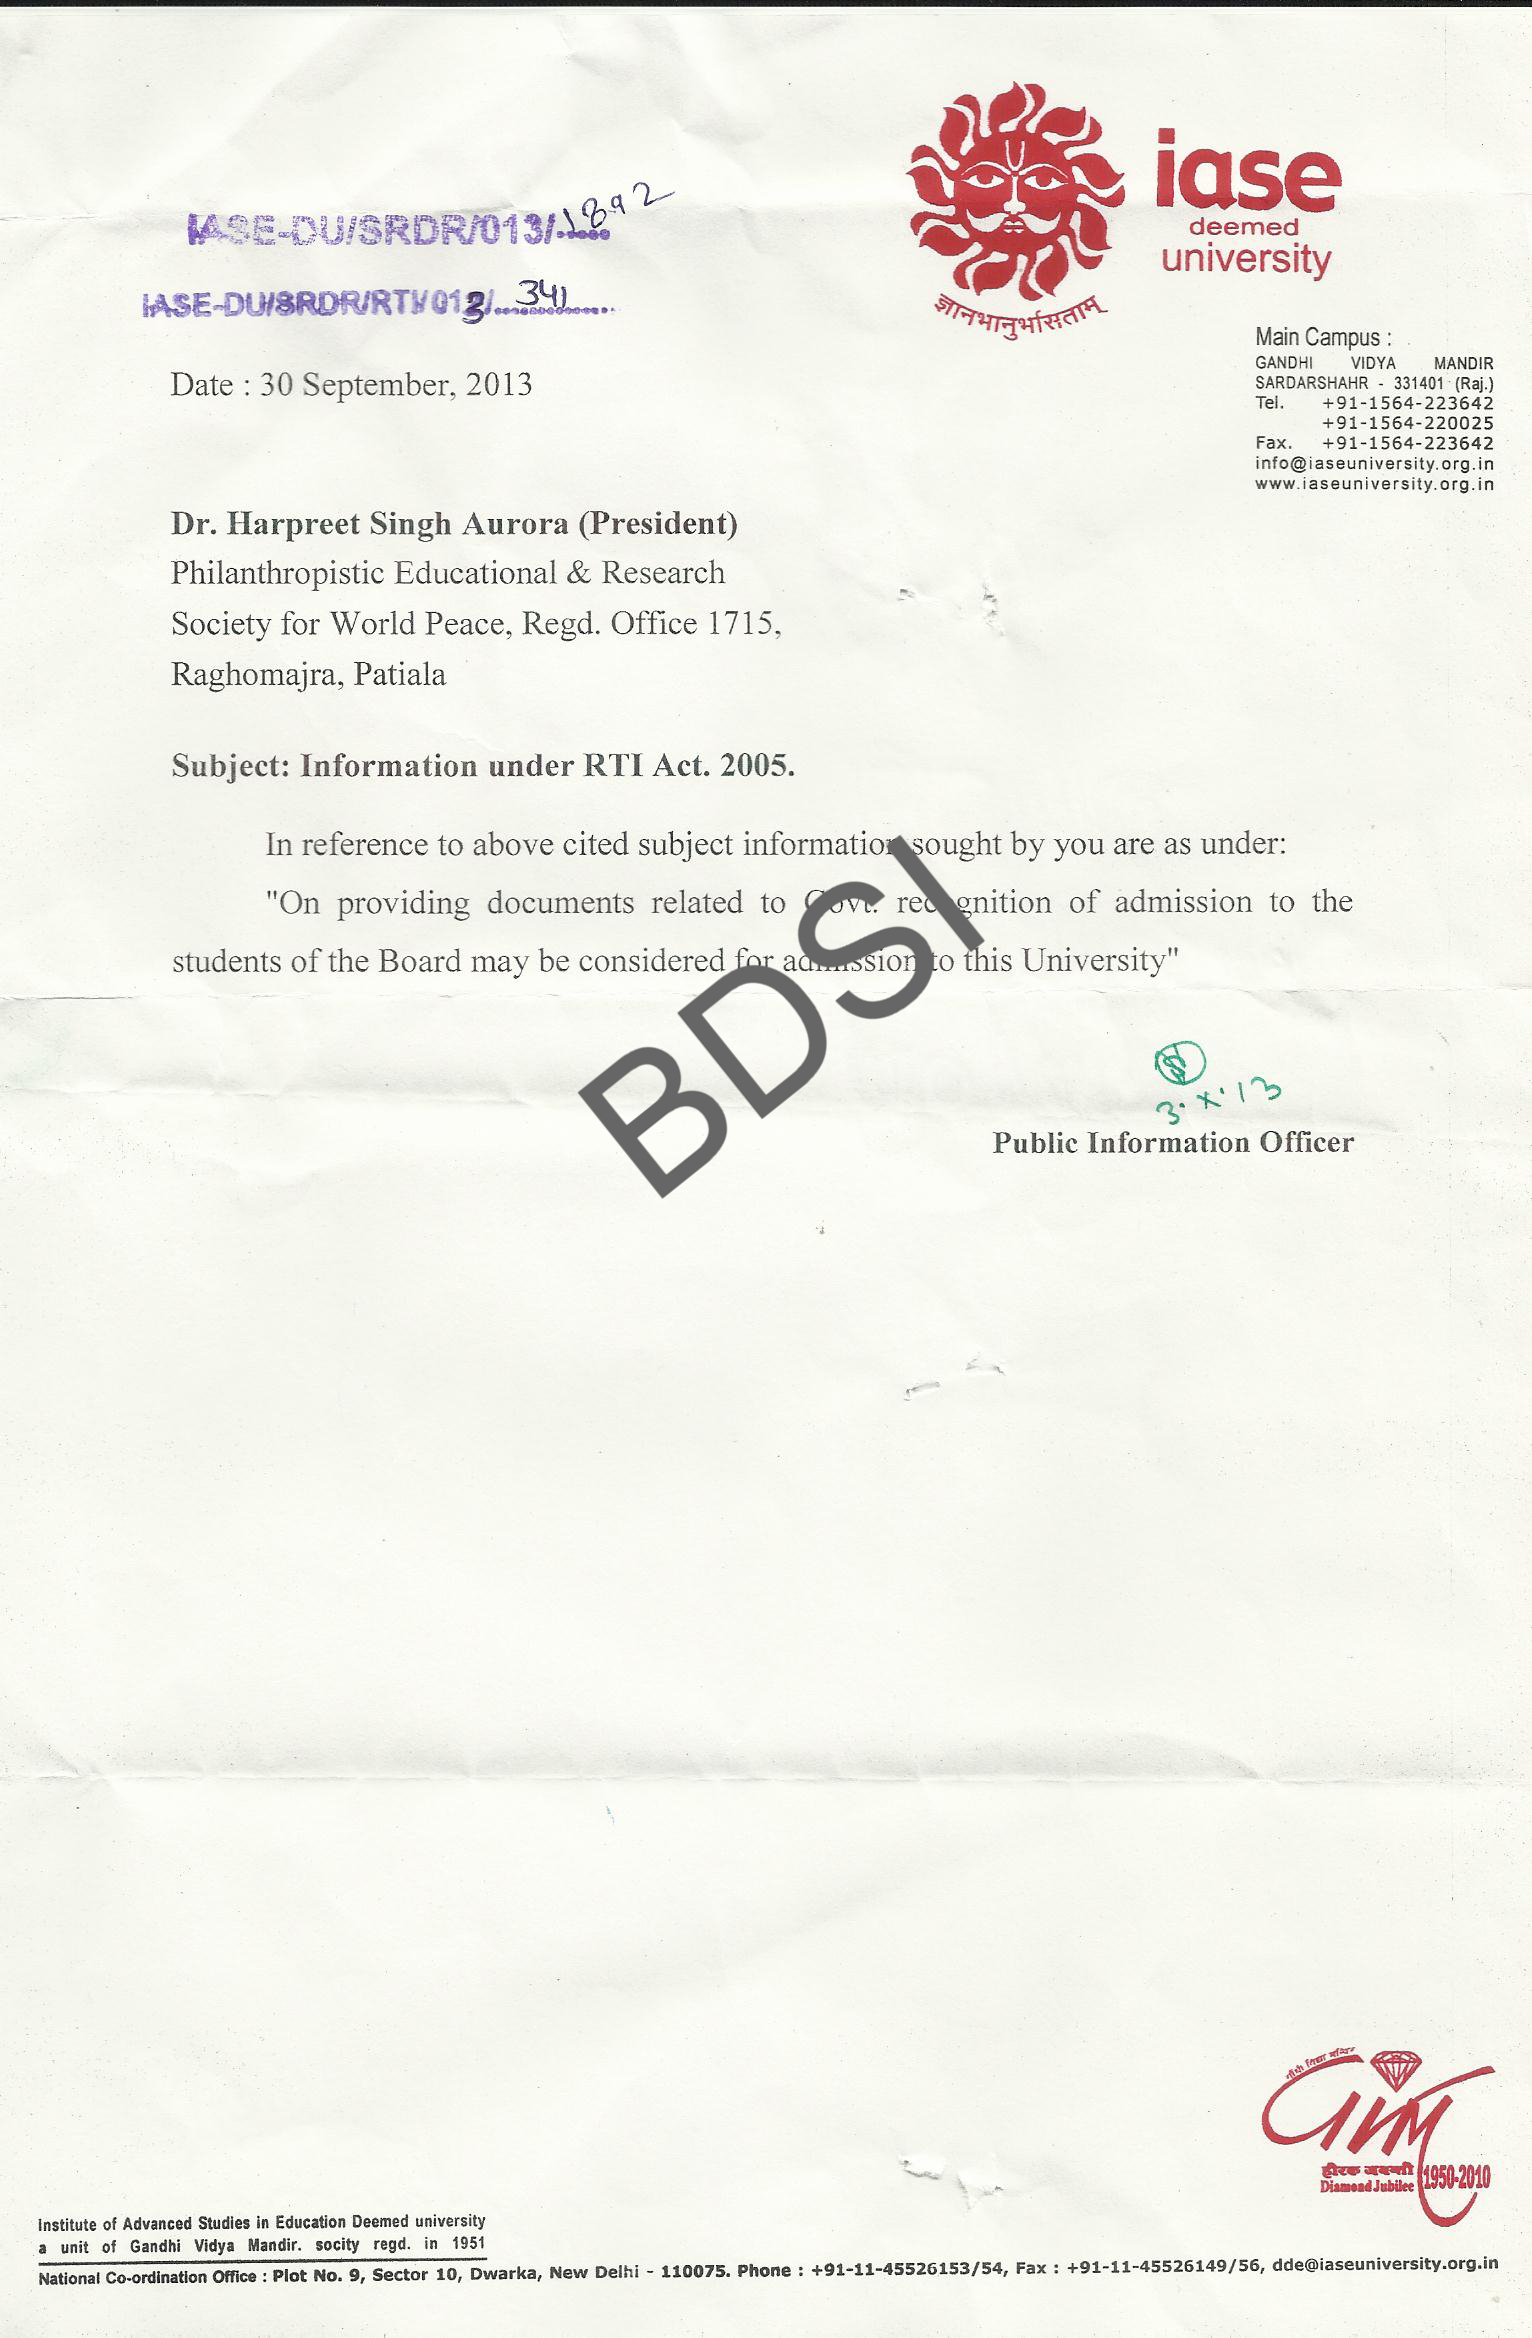 iase
deemed
university
ज्ञानभानुर्भासताम्
IASE-DU/SRDR/013/1892
IASE-DU/SRDR/RTI/013/341
Date : 30 September, 2013
Main Campus :
GANDHI VIDYA MANDIR
SARDARSHAHR - 331401 (Raj.)
Tel. +91-1564-223642
+91-1564-220025
Fax. +91-1564-223642
info@iaseuniversity.org.in
www.iaseuniversity.org.in
Dr. Harpreet Singh Aurora (President)
Philanthropistic Educational & Research
Society for World Peace, Regd. Office 1715,
Raghomajra, Patiala
Subject: Information under RTI Act. 2005.
In reference to above cited subject information sought by you are as under:
"On providing documents related to Govt. recognition of admission to the
students of the Board may be considered for admission to this University"
BDSI
3.X.13
Public Information Officer
गाँधी विद्या मन्दिर
हीरक जयन्ती
Diamond Jubilee 1950-2010
Institute of Advanced Studies in Education Deemed university
a unit of Gandhi Vidya Mandir. socity regd. in 1951
National Co-ordination Office : Plot No. 9, Sector 10, Dwarka, New Delhi - 110075. Phone : +91-11-45526153/54, Fax : +91-11-45526149/56, dde@iaseuniversity.org.in